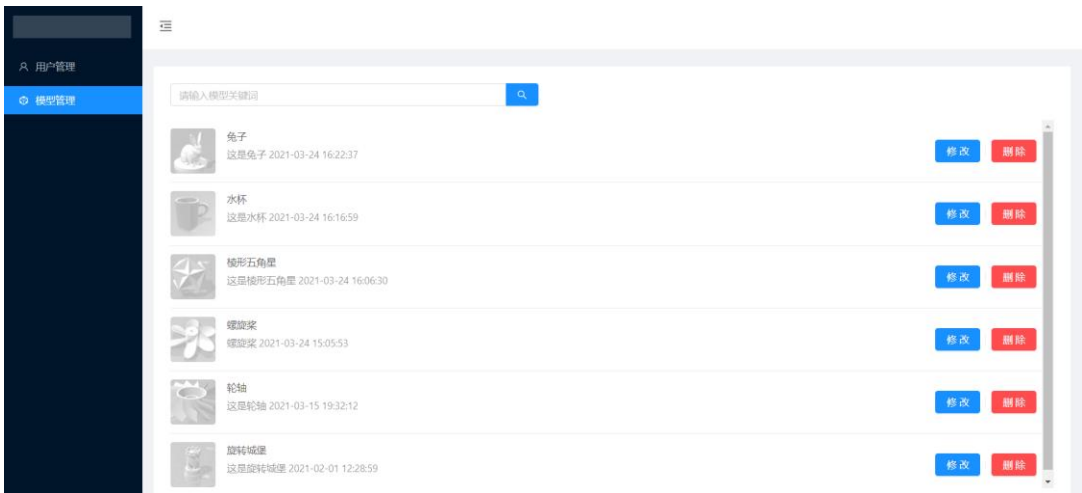 用户管理
模型管理
请输入模型关键词
兔子
这是兔子 2021-03-24 16:22:37
修 改 删 除
水杯
这是水杯 2021-03-24 16:16:59
修 改 删 除
棱形五角星
这是棱形五角星 2021-03-24 16:06:30
修 改 删 除
螺旋桨
螺旋桨 2021-03-24 15:05:53
修 改 删 除
轮轴
这是轮轴 2021-03-15 19:32:12
修 改 删 除
旋转城堡
这是旋转城堡 2021-02-01 12:28:59
修 改 删 除